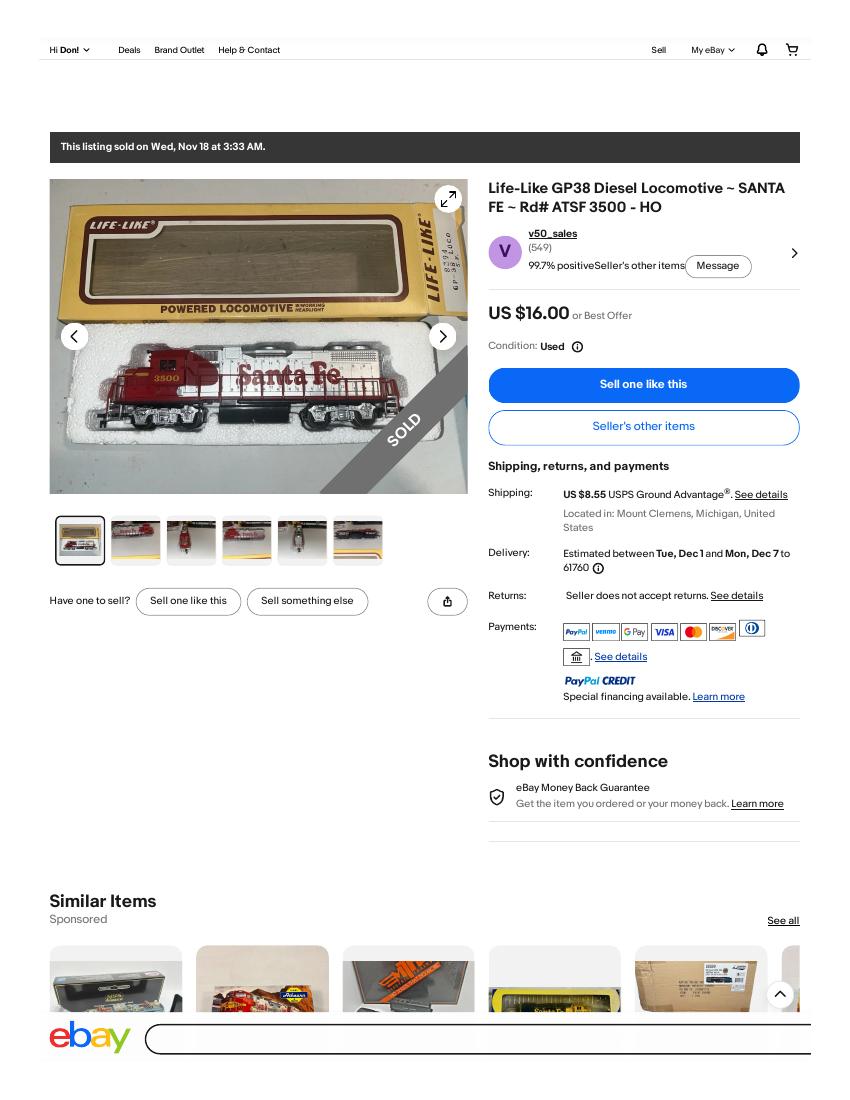 Hi Don!
Deals
Brand Outlet
Help & Contact
Sell
My eBay
This listing sold on Wed, Nov 18 at 3:33 AM.
LIFE-LIKE®
LIFE-LIKE®
POWERED LOCOMOTIVE W/WORKING HEADLIGHT
3500
Santa Fe
SOLD
Have one to sell?
Sell one like this
Sell something else
Life-Like GP38 Diesel Locomotive ~ SANTA
FE ~ Rd# ATSF 3500 - HO
V
v50_sales
(549)
99.7% positiveSeller's other items
Message
US $16.00 or Best Offer
Condition: Used
Sell one like this
Seller's other items
Shipping, returns, and payments
Shipping: US $8.55 USPS Ground Advantage®. See details
Located in: Mount Clemens, Michigan, United
States
Delivery: Estimated between Tue, Dec 1 and Mon, Dec 7 to
61760
Returns: Seller does not accept returns. See details
Payments: PayPal venmo G Pay VISA DISCOVER
. See details
PayPal CREDIT
Special financing available. Learn more
Shop with confidence
eBay Money Back Guarantee
Get the item you ordered or your money back. Learn more
Similar Items
Sponsored
See all
Athearn
Santa Fe
ebay